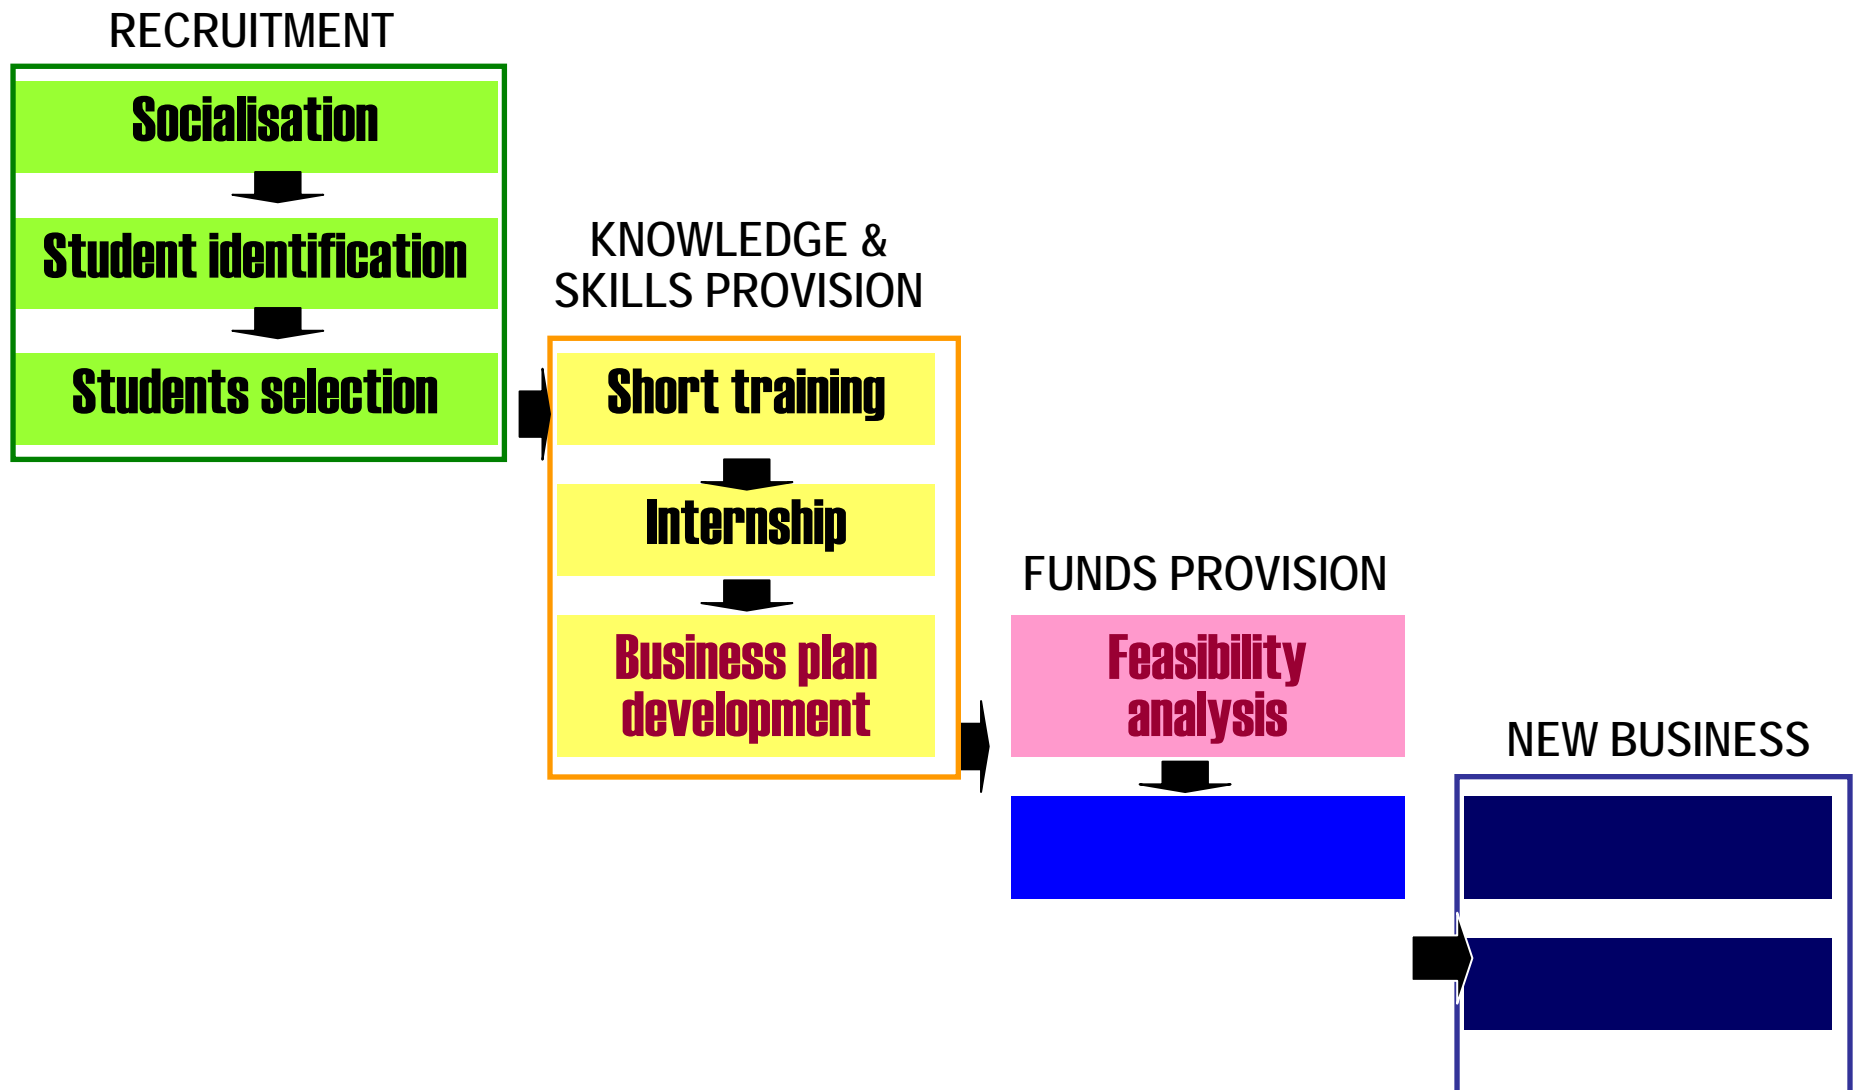 RECRUITMENT
Socialisation
Student identification
Students selection
KNOWLEDGE &
SKILLS PROVISION
Short training
Internship
Business plan
development
FUNDS PROVISION
Feasibility
analysis
NEW BUSINESS